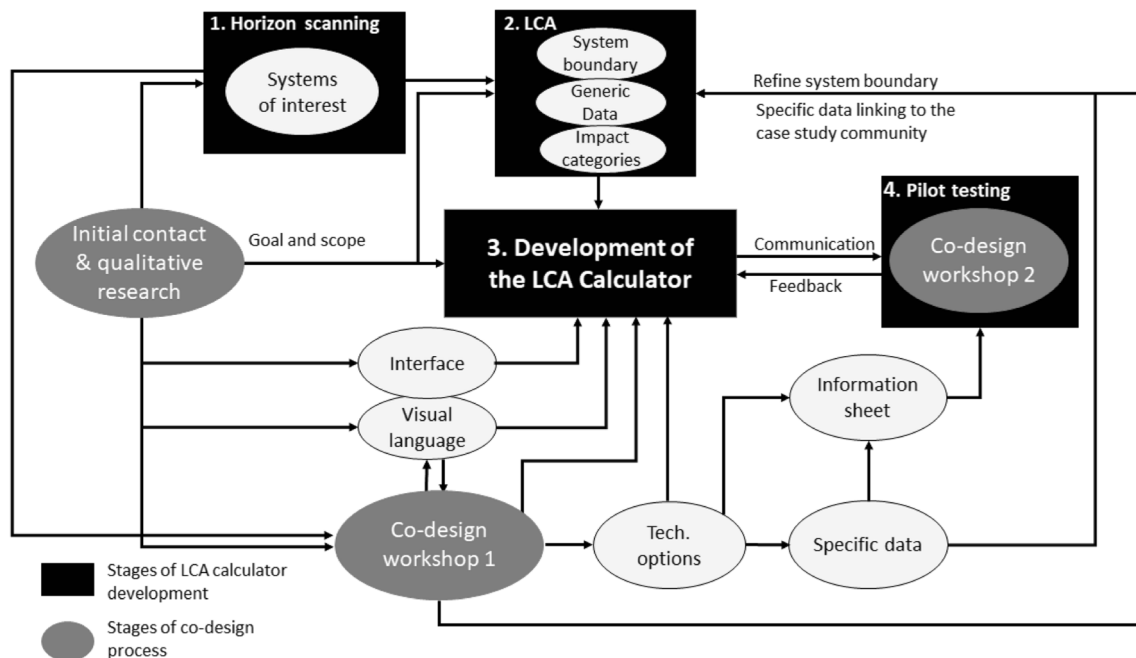 1. Horizon scanning
Systems
of interest
2. LCA
System
boundary
Generic
Data
Impact
categories
Refine system boundary
Specific data linking to the
case study community
4. Pilot testing
Co-design
workshop 2
Initial contact
& qualitative
research
Goal and scope
3. Development of
the LCA Calculator
Communication
Feedback
Interface
Visual
language
Information
sheet
Co-design
workshop 1
Tech.
options
Specific data
Stages of LCA calculator
development
Stages of co-design
process